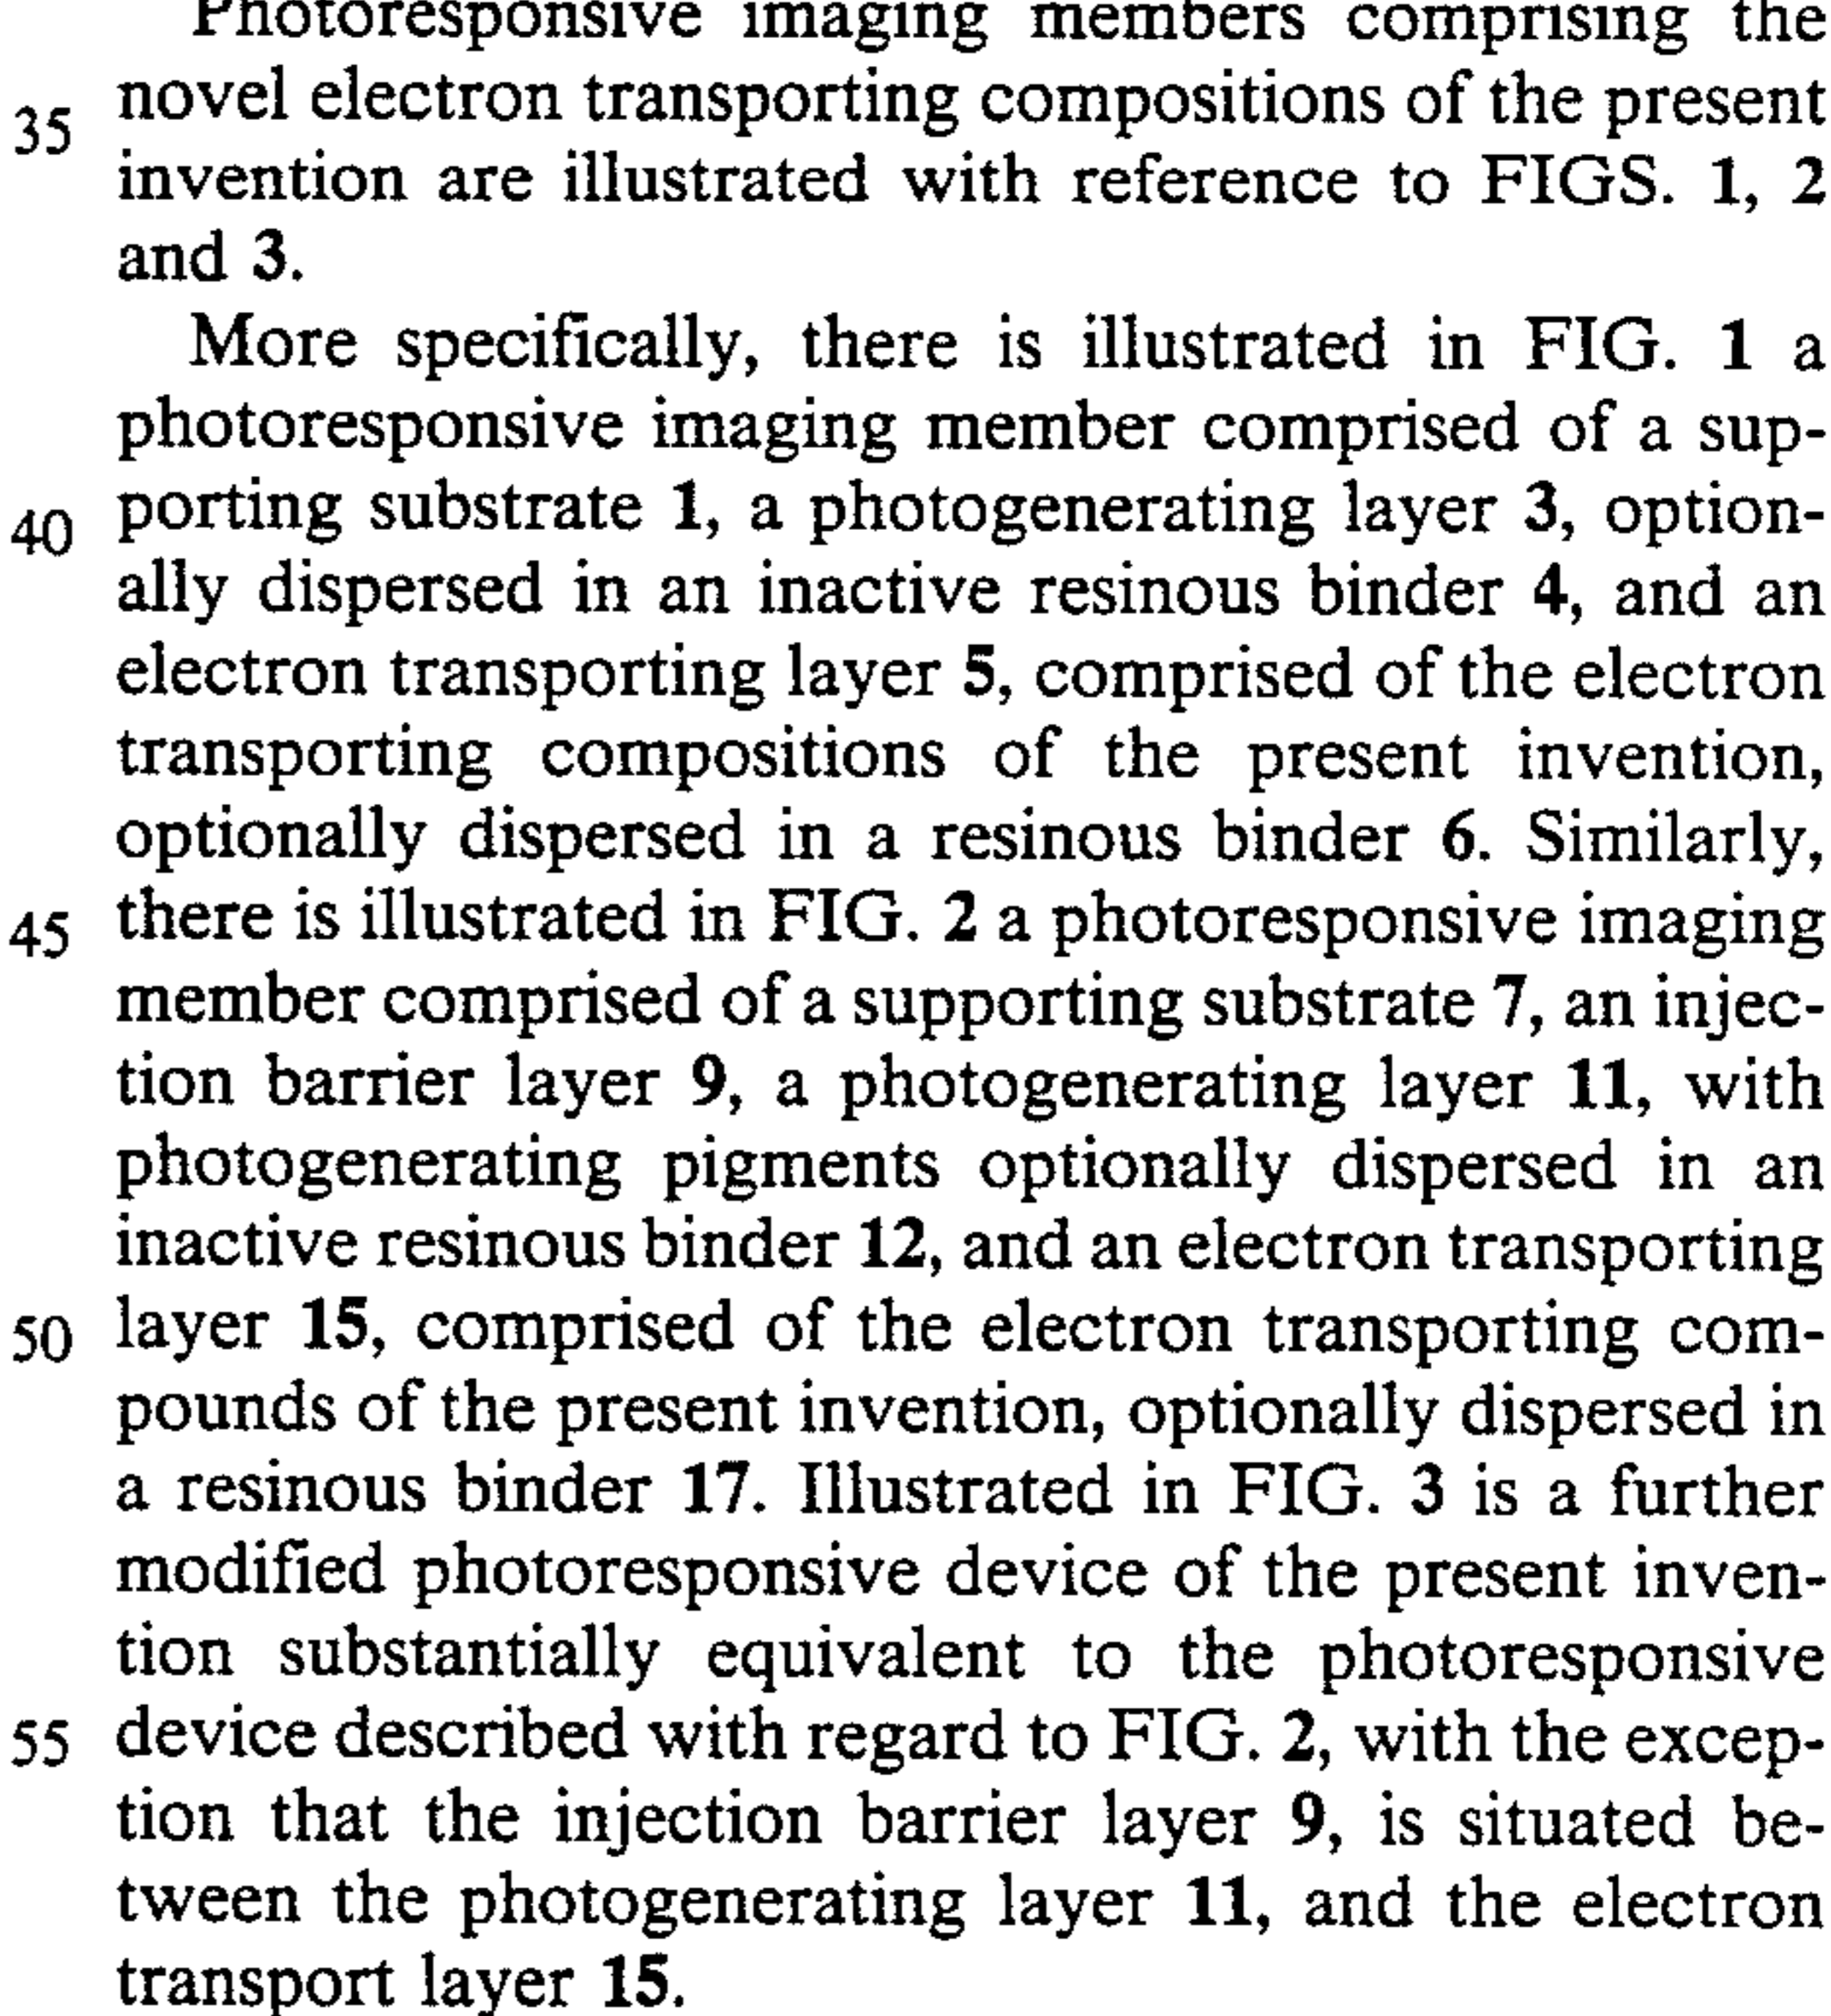 Photoresponsive imaging members comprising the
35 novel electron transporting compositions of the present
invention are illustrated with reference to FIGS. 1, 2
and 3.
More specifically, there is illustrated in FIG. 1 a
photoresponsive imaging member comprised of a sup-
40 porting substrate 1, a photogenerating layer 3, option-
ally dispersed in an inactive resinous binder 4, and an
electron transporting layer 5, comprised of the electron
transporting compositions of the present invention,
optionally dispersed in a resinous binder 6. Similarly,
45 there is illustrated in FIG. 2 a photoresponsive imaging
member comprised of a supporting substrate 7, an injec-
tion barrier layer 9, a photogenerating layer 11, with
photogenerating pigments optionally dispersed in an
inactive resinous binder 12, and an electron transporting
50 layer 15, comprised of the electron transporting com-
pounds of the present invention, optionally dispersed in
a resinous binder 17. Illustrated in FIG. 3 is a further
modified photoresponsive device of the present inven-
tion substantially equivalent to the photoresponsive
55 device described with regard to FIG. 2, with the excep-
tion that the injection barrier layer 9, is situated be-
tween the photogenerating layer 11, and the electron
transport layer 15.